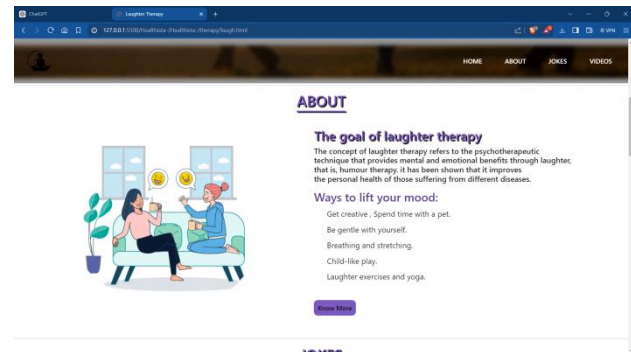 ChatGPT
Laughter Therapy
127.0.0.1:5500/Healthista-/Healthista-/therapy/laugh.html
VPN
HOME ABOUT JOKES VIDEOS
ABOUT
The goal of laughter therapy
The concept of laughter therapy refers to the psychotherapeutic
technique that provides mental and emotional benefits through laughter,
that is, humour therapy. it has been shown that it improves
the personal health of those suffering from different diseases.
Ways to lift your mood:
Get creative . Spend time with a pet.
Be gentle with yourself.
Breathing and stretching.
Child-like play.
Laughter exercises and yoga.
Know More